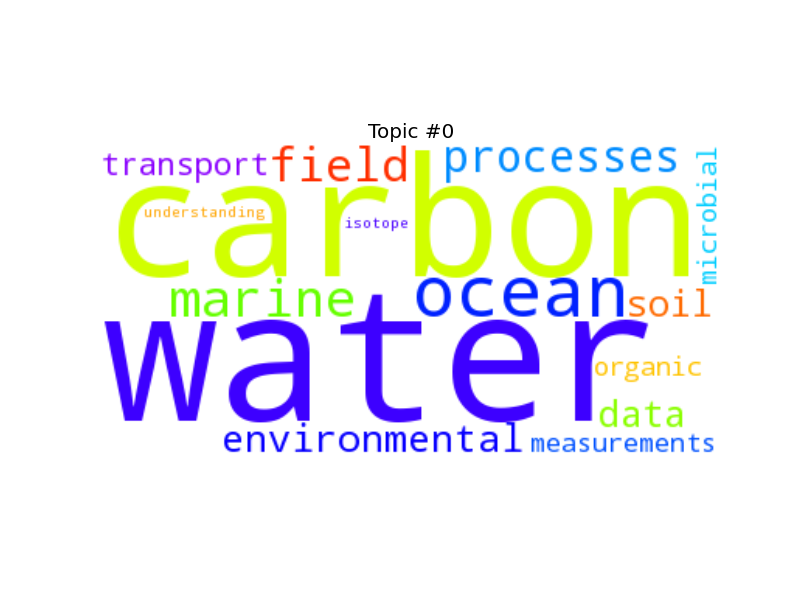 Topic #0
transport
field
processes
microbial
carbon
understanding
isotope
marine
ocean
soil
water
organic
data
environmental
measurements